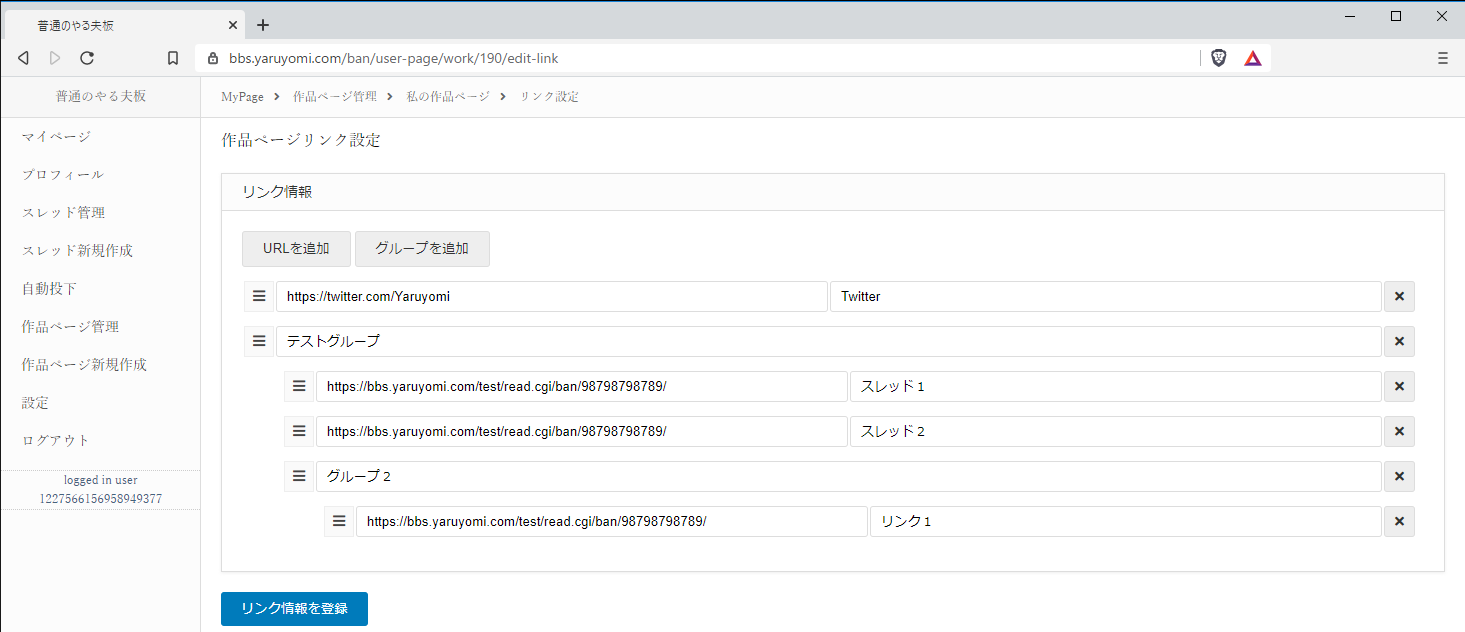 普通のやる夫板
bbs.yaruyomi.com/ban/user-page/work/190/edit-link
普通のやる夫板
MyPage > 作品ページ管理 > 私の作品ページ > リンク設定
マイページ
プロフィール
スレッド管理
スレッド新規作成
自動投下
作品ページ管理
作品ページ新規作成
設定
ログアウト
logged in user
1227566156958949377
作品ページリンク設定
リンク情報
URLを追加 グループを追加
https://twitter.com/Yaruyomi Twitter
テストグループ
https://bbs.yaruyomi.com/test/read.cgi/ban/98798798789/ スレッド１
https://bbs.yaruyomi.com/test/read.cgi/ban/98798798789/ スレッド２
グループ２
https://bbs.yaruyomi.com/test/read.cgi/ban/98798798789/ リンク１
リンク情報を登録